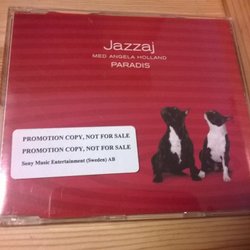 Jazzaj
MED ANGELA HOLLAND
PARADIS
PROMOTION COPY, NOT FOR SALE
PROMOTION COPY, NOT FOR SALE
Sony Music Entertainment (Sweden) AB